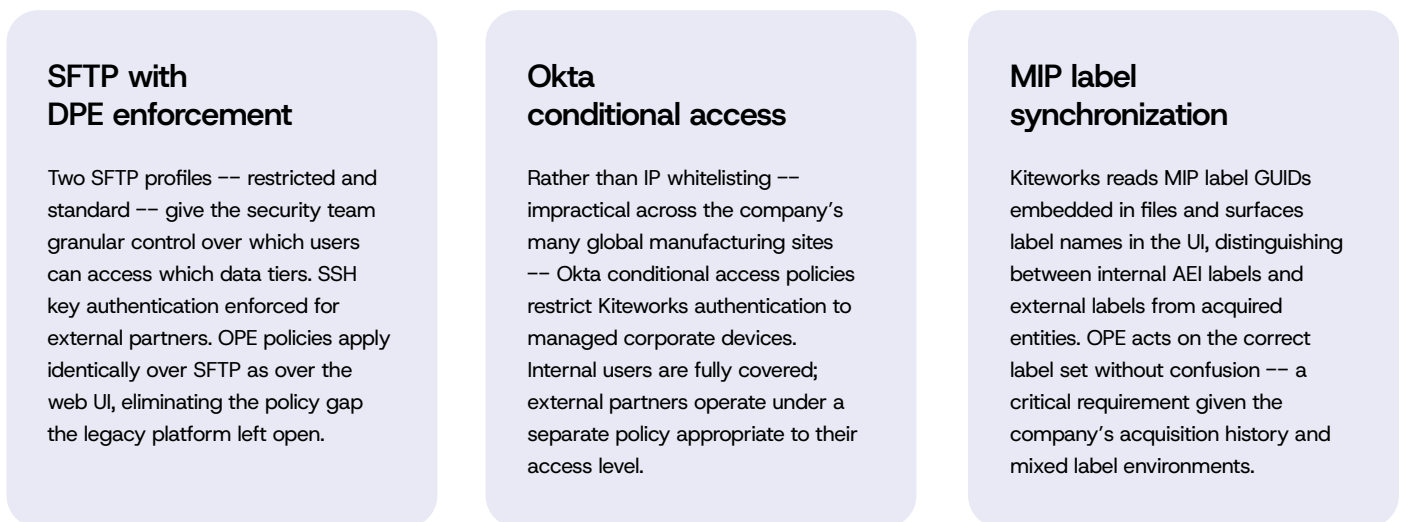 SFTP with
DPE enforcement
Two SFTP profiles -- restricted and
standard -- give the security team
granular control over which users
can access which data tiers. SSH
key authentication enforced for
external partners. OPE policies apply
identically over SFTP as over the
web UI, eliminating the policy gap
the legacy platform left open.
Okta
conditional access
Rather than IP whitelisting --
impractical across the company's
many global manufacturing sites
-- Okta conditional access policies
restrict Kiteworks authentication to
managed corporate devices.
Internal users are fully covered;
external partners operate under a
separate policy appropriate to their
access level.
MIP label
synchronization
Kiteworks reads MIP label GUIDs
embedded in files and surfaces
label names in the UI, distinguishing
between internal AEI labels and
external labels from acquired
entities. OPE acts on the correct
label set without confusion -- a
critical requirement given the
company's acquisition history and
mixed label environments.